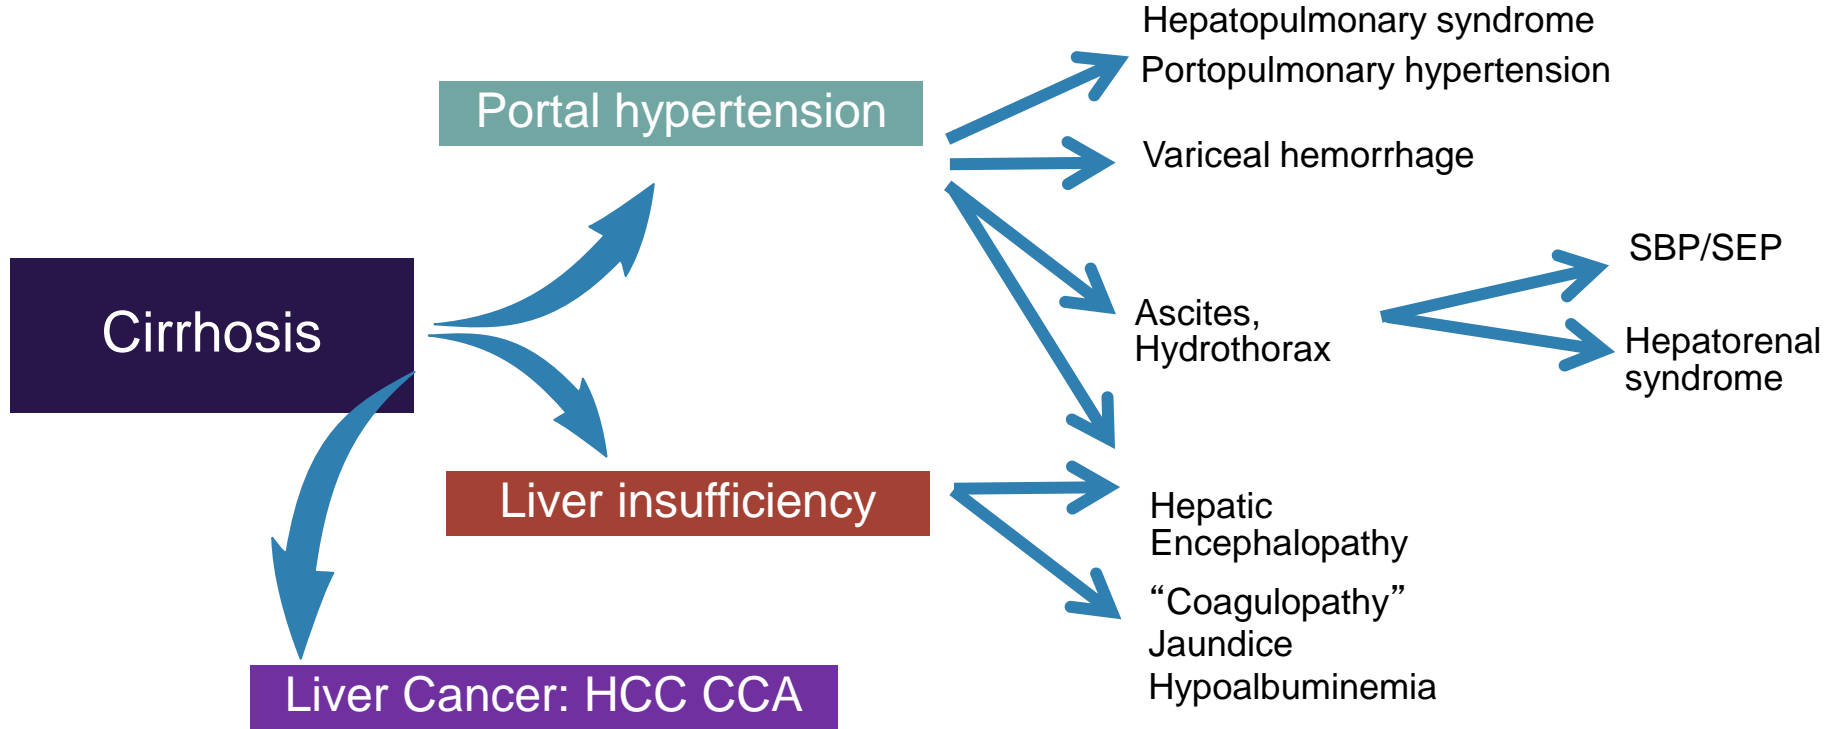 Hepatopulmonary syndrome
Portopulmonary hypertension
Portal hypertension
Variceal hemorrhage
SBP/SEP
Cirrhosis
Ascites,
Hydrothorax
Hepatorenal
syndrome
Liver insufficiency
Hepatic
Encephalopathy
“Coagulopathy”
Jaundice
Hypoalbuminemia
Liver Cancer: HCC CCA